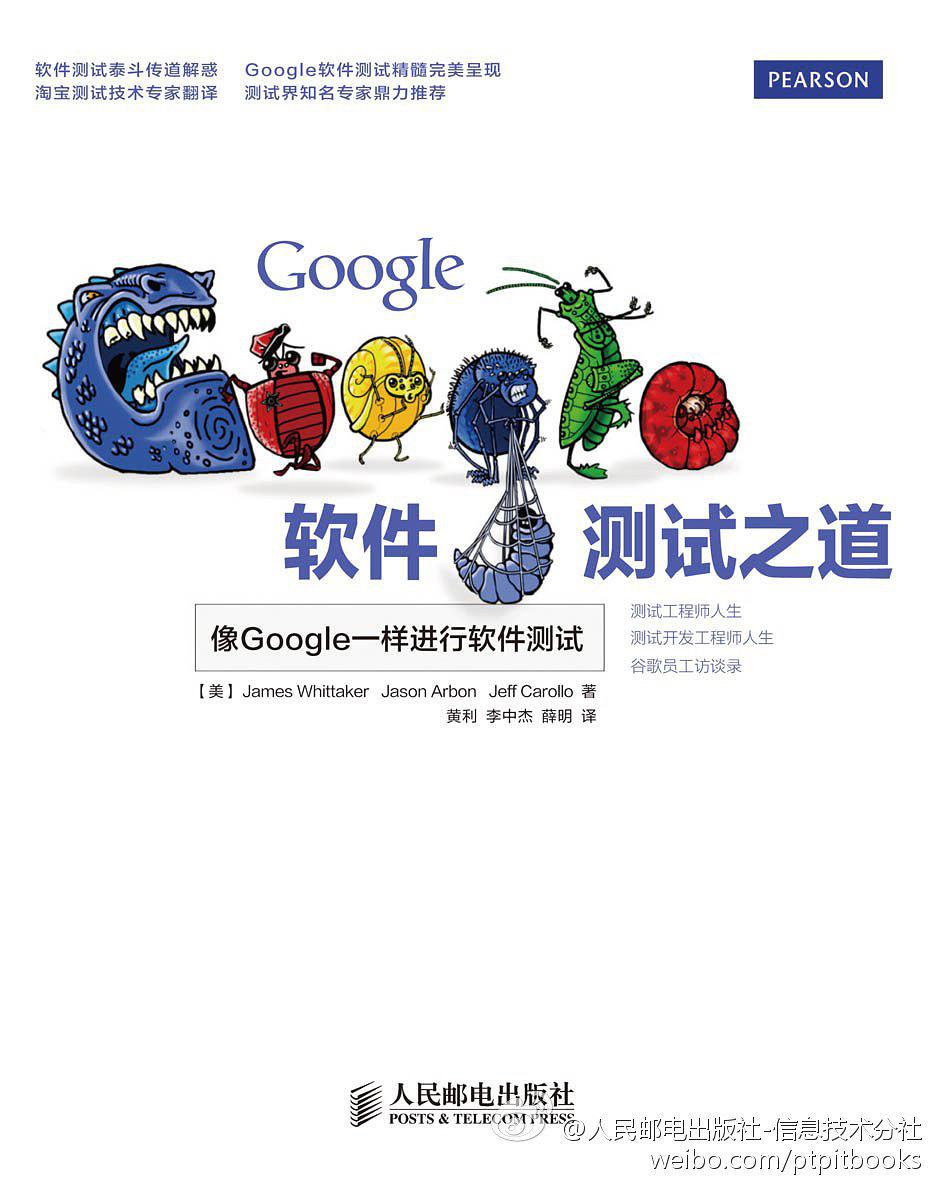 软件测试泰斗传道解惑 Google软件测试精髓完美呈现
淘宝测试技术专家翻译 测试界知名专家鼎力推荐
PEARSON
Google
软件测试之道
像Google一样进行软件测试
测试工程师人生
测试开发工程师人生
谷歌员工访谈录
【美】James Whittaker Jason Arbon Jeff Carollo 著
黄利 李中杰 薛明 译
人民邮电出版社
POSTS & TELECOM PRESS
@人民邮电出版社-信息技术分社
weibo.com/ptpitbooks